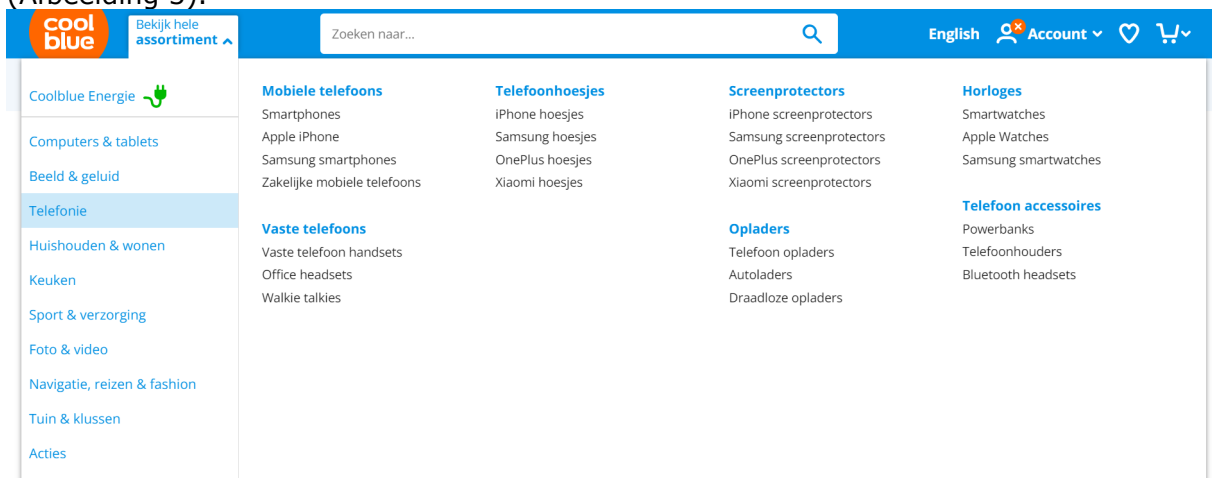 (Afbeelding 3).
cool
blue
Bekijk hele
assortiment
Zoeken naar...
English
Account
Coolblue Energie
Computers & tablets
Beeld & geluid
Telefonie
Huishouden & wonen
Keuken
Sport & verzorging
Foto & video
Navigatie, reizen & fashion
Tuin & klussen
Acties
Mobiele telefoons
Smartphones
Apple iPhone
Samsung smartphones
Zakelijke mobiele telefoons
Vaste telefoons
Vaste telefoon handsets
Office headsets
Walkie talkies
Telefoonhoesjes
iPhone hoesjes
Samsung hoesjes
OnePlus hoesjes
Xiaomi hoesjes
Screenprotectors
iPhone screenprotectors
Samsung screenprotectors
OnePlus screenprotectors
Xiaomi screenprotectors
Opladers
Telefoon opladers
Autoladers
Draadloze opladers
Horloges
Smartwatches
Apple Watches
Samsung smartwatches
Telefoon accessoires
Powerbanks
Telefoonhouders
Bluetooth headsets